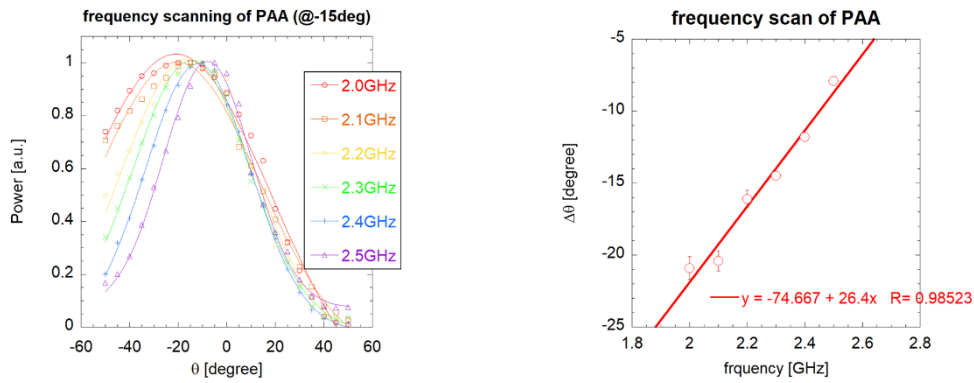 frequency scanning of PAA (@-15deg)
Power [a.u.]
1
0.8
0.6
0.4
0.2
0
-60 -40 -20 0 20 40 60
θ [degree]
2.0GHz
2.1GHz
2.2GHz
2.3GHz
2.4GHz
2.5GHz
frequency scan of PAA
Δθ [degree]
-5
-10
-15
-20
-25
y = -74.667 + 26.4x R= 0.98523
1.8 2 2.2 2.4 2.6 2.8
frquency [GHz]